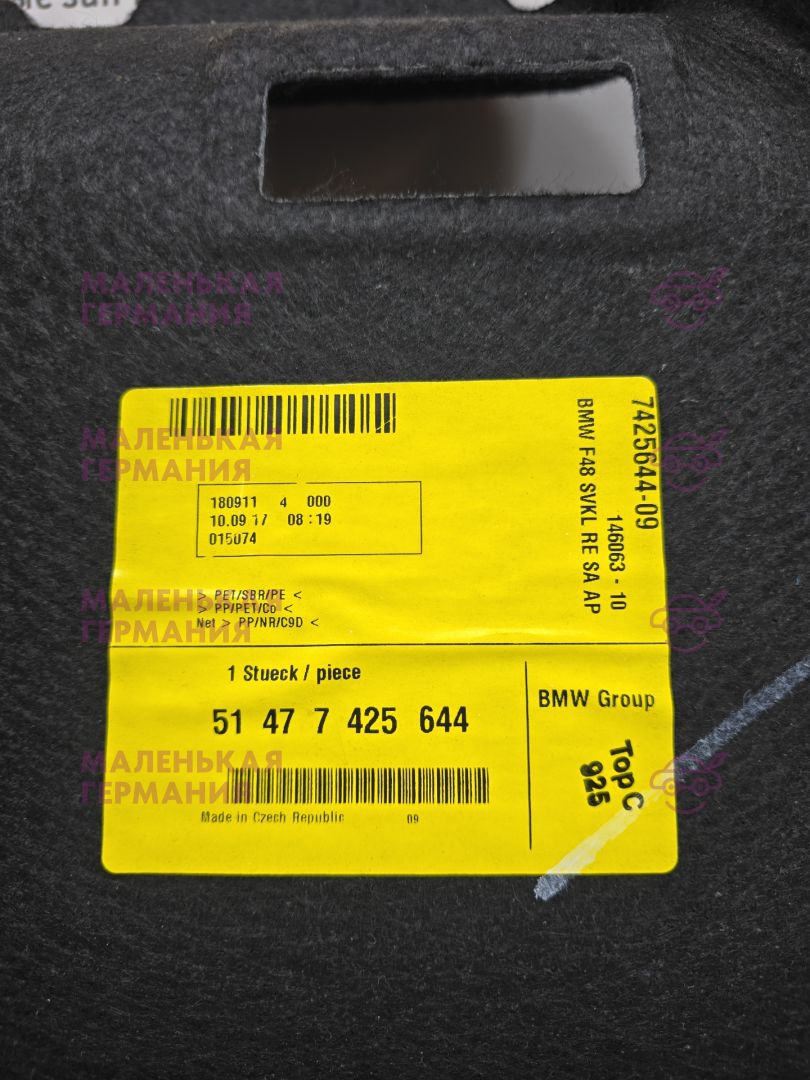 МАЛЕНЬКАЯ
ГЕРМАНИЯ
7425644-09
146063 - 10
BMW F48 SVKL RE SA AP
МАЛЕНЬКАЯ
ГЕРМАНИЯ
180911 4 000
10.09 17 08:19
015074
> PET/SBR/PE <
> PP/PET/Co <
Net > PP/NR/C9D <
МАЛЕНЬКАЯ
ГЕРМАНИЯ
1 Stueck / piece
51 47 7 425 644
BMW Group
Top C
925
МАЛЕНЬКАЯ
ГЕРМАНИЯ
Made in Czech Republic 09